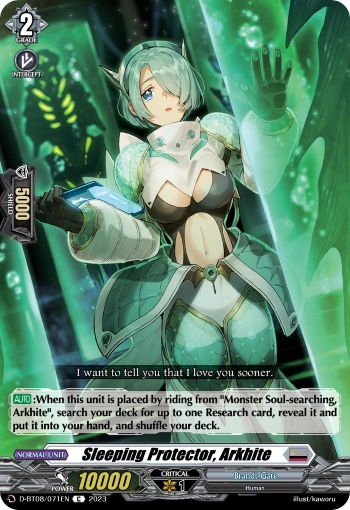 2
GRADE
INTERCEPT
5000
SHIELD
I want to tell you that I love you sooner.
AUTO :When this unit is placed by riding from "Monster Soul-searching,
Arkhite", search your deck for up to one Research card, reveal it and
put it into your hand, and shuffle your deck.
NORMAL UNIT
Sleeping Protector, Arkhite
POWER 10000
CRITICAL
1
Brandt Gate
Human
D-BT08/071EN C 2023
illust/kaworu